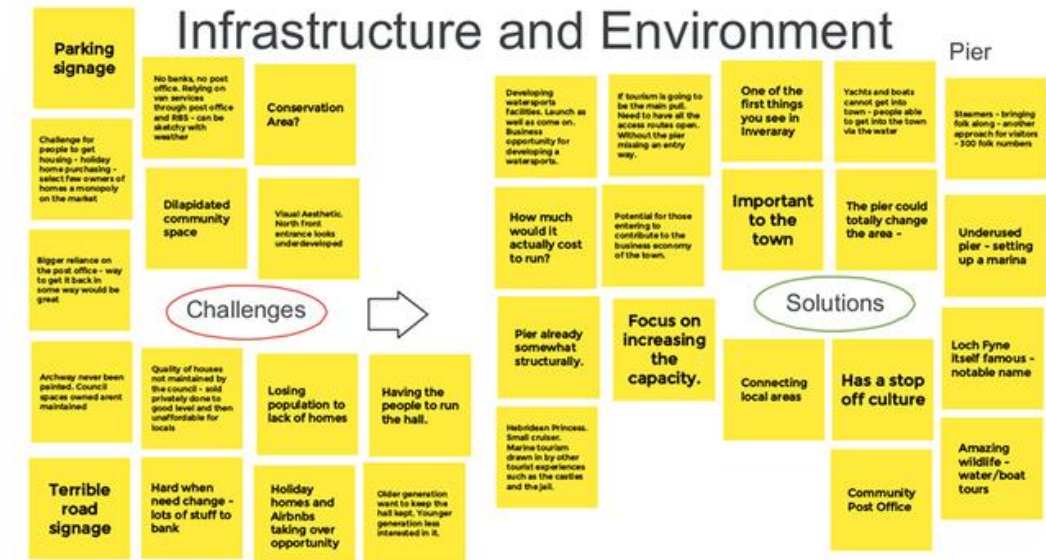 Infrastructure and Environment
Pier
Parking
signage
No banks, no post
office. Relying on
van services
through post office
and RBS - can be
sketchy with
weather
Conservation
Area?
Challenge for
people to get
housing - holiday
home purchasing -
select few owners of
homes a monopoly
on the market
Dilapidated
community
space
Visual Aesthetic.
North front
entrance looks
underdeveloped
Bigger reliance on
the post office - way
to get it back in
some way would be
great
Challenges
Archway never been
painted. Council
spaces owned arent
maintained
Quality of houses
not maintained by
the council - sold
privately done to
good level and then
unaffordable for
locals
Losing
population to
lack of homes
Having the
people to run
the hall.
Terrible
road
signage
Hard when
need change -
lots of stuff to
bank
Holiday
homes and
Airbnbs
taking over
opportunity
Older generation
want to keep the
hall kept. Younger
generation less
interested in it.
Developing
watersports
facilities. Launch as
well as come on.
Business
opportunity for
developing a
watersports.
If tourism is going to
be the main pull.
Need to have all the
access routes open.
Without the pier
missing an entry
way.
One of the
first things
you see in
Inveraray
Yachts and boats
cannot get into
town - people able
to get into the town
via the water
Steamers - bringing
folk along - another
approach for visitors
- 300 folk numbers
How much
would it
actually cost
to run?
Potential for those
entering to
contribute to the
business economy
of the town.
Important
to the
town
The pier could
totally change
the area -
Underused
pier - setting
up a marina
Solutions
Pier already
somewhat
structurally.
Focus on
increasing
the
capacity.
Connecting
local areas
Has a stop
off culture
Loch Fyne
itself famous -
notable name
Hebridean Princess.
Small cruiser.
Marine tourism
drawn in by other
tourist experiences
such as the castles
and the jail.
Community
Post Office
Amazing
wildlife -
water/boat
tours